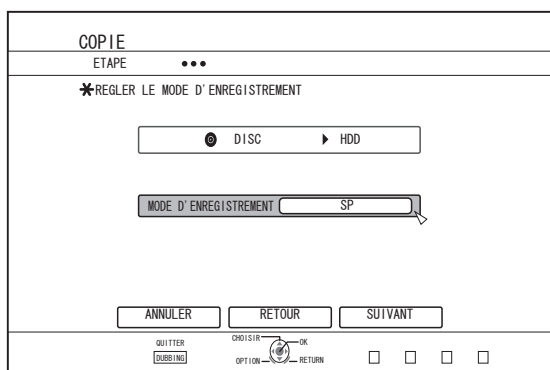 COPIE
ETAPE
REGLER LE MODE D'ENREGISTREMENT
DISC HDD
MODE D'ENREGISTREMENT SP
ANNULER RETOUR SUIVANT
QUITTER CHOISIR OK
DUBBING OPTION RETURN